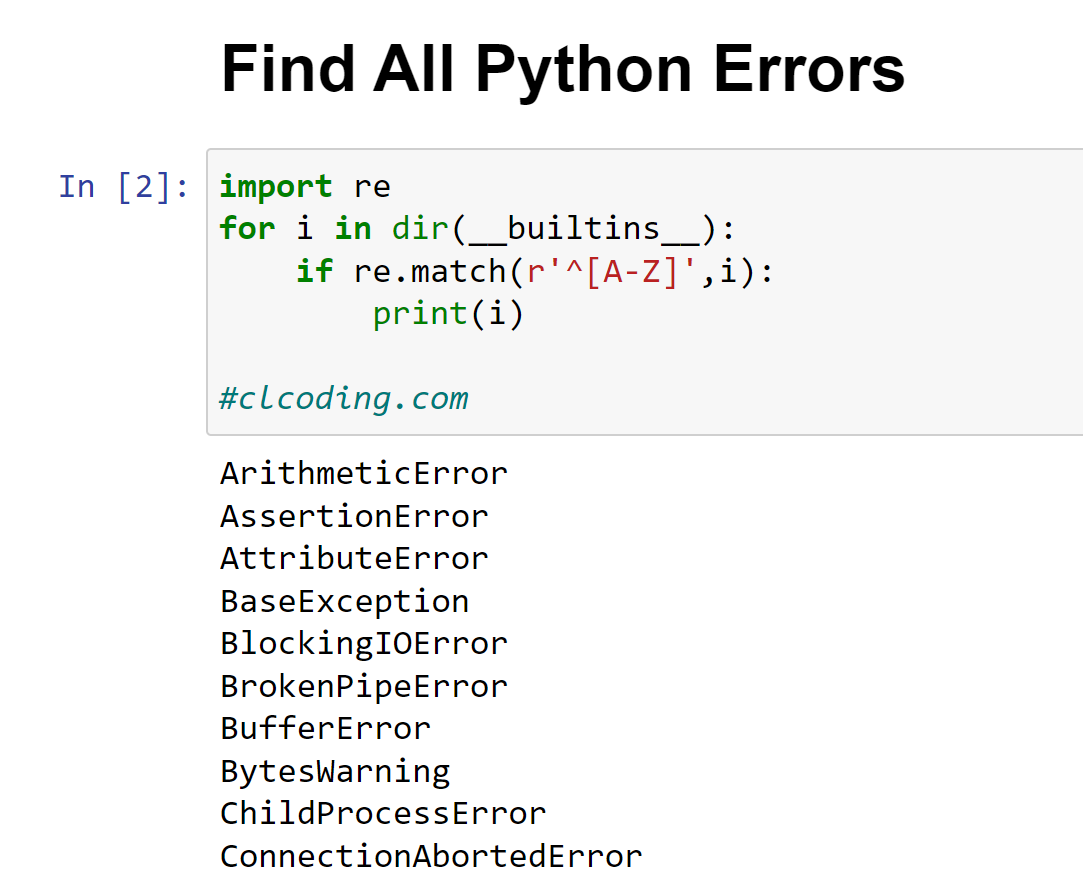 Find All Python Errors
In [2]:
import re
for i in dir(__builtins__):
    if re.match(r'^[A-Z]',i):
        print(i)
#clcoding.com
ArithmeticError
AssertionError
AttributeError
BaseException
BlockingIOError
BrokenPipeError
BufferError
BytesWarning
ChildProcessError
ConnectionAbortedError